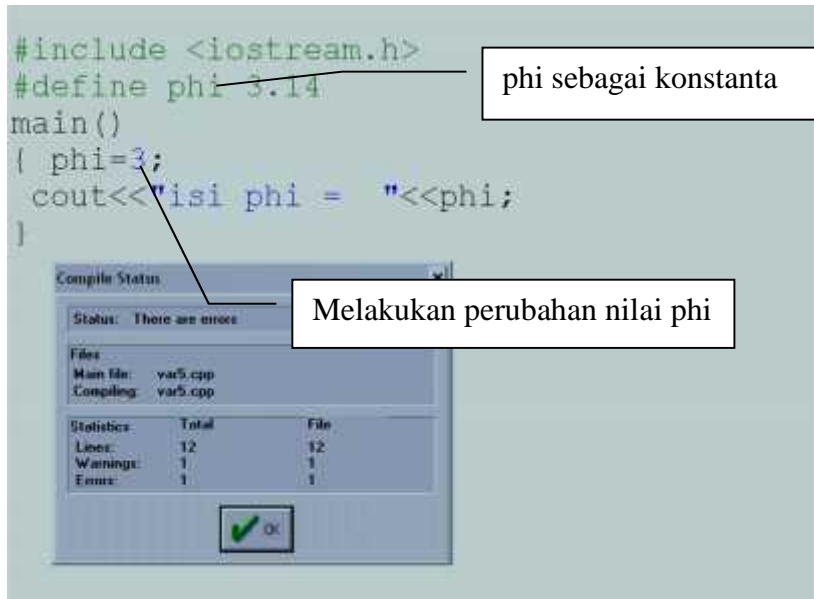 #include <iostream.h>
#define phi 3.14
phi sebagai konstanta
main()
{ phi=3;
cout<<"isi phi =  "<<phi;
}
Compile Status
Melakukan perubahan nilai phi
Status: There are errors
Files
Main file: var5.cpp
Compiling: var5.cpp
Statistics Total File
Lines: 12 12
Warnings: 1 1
Errors: 1 1
OK